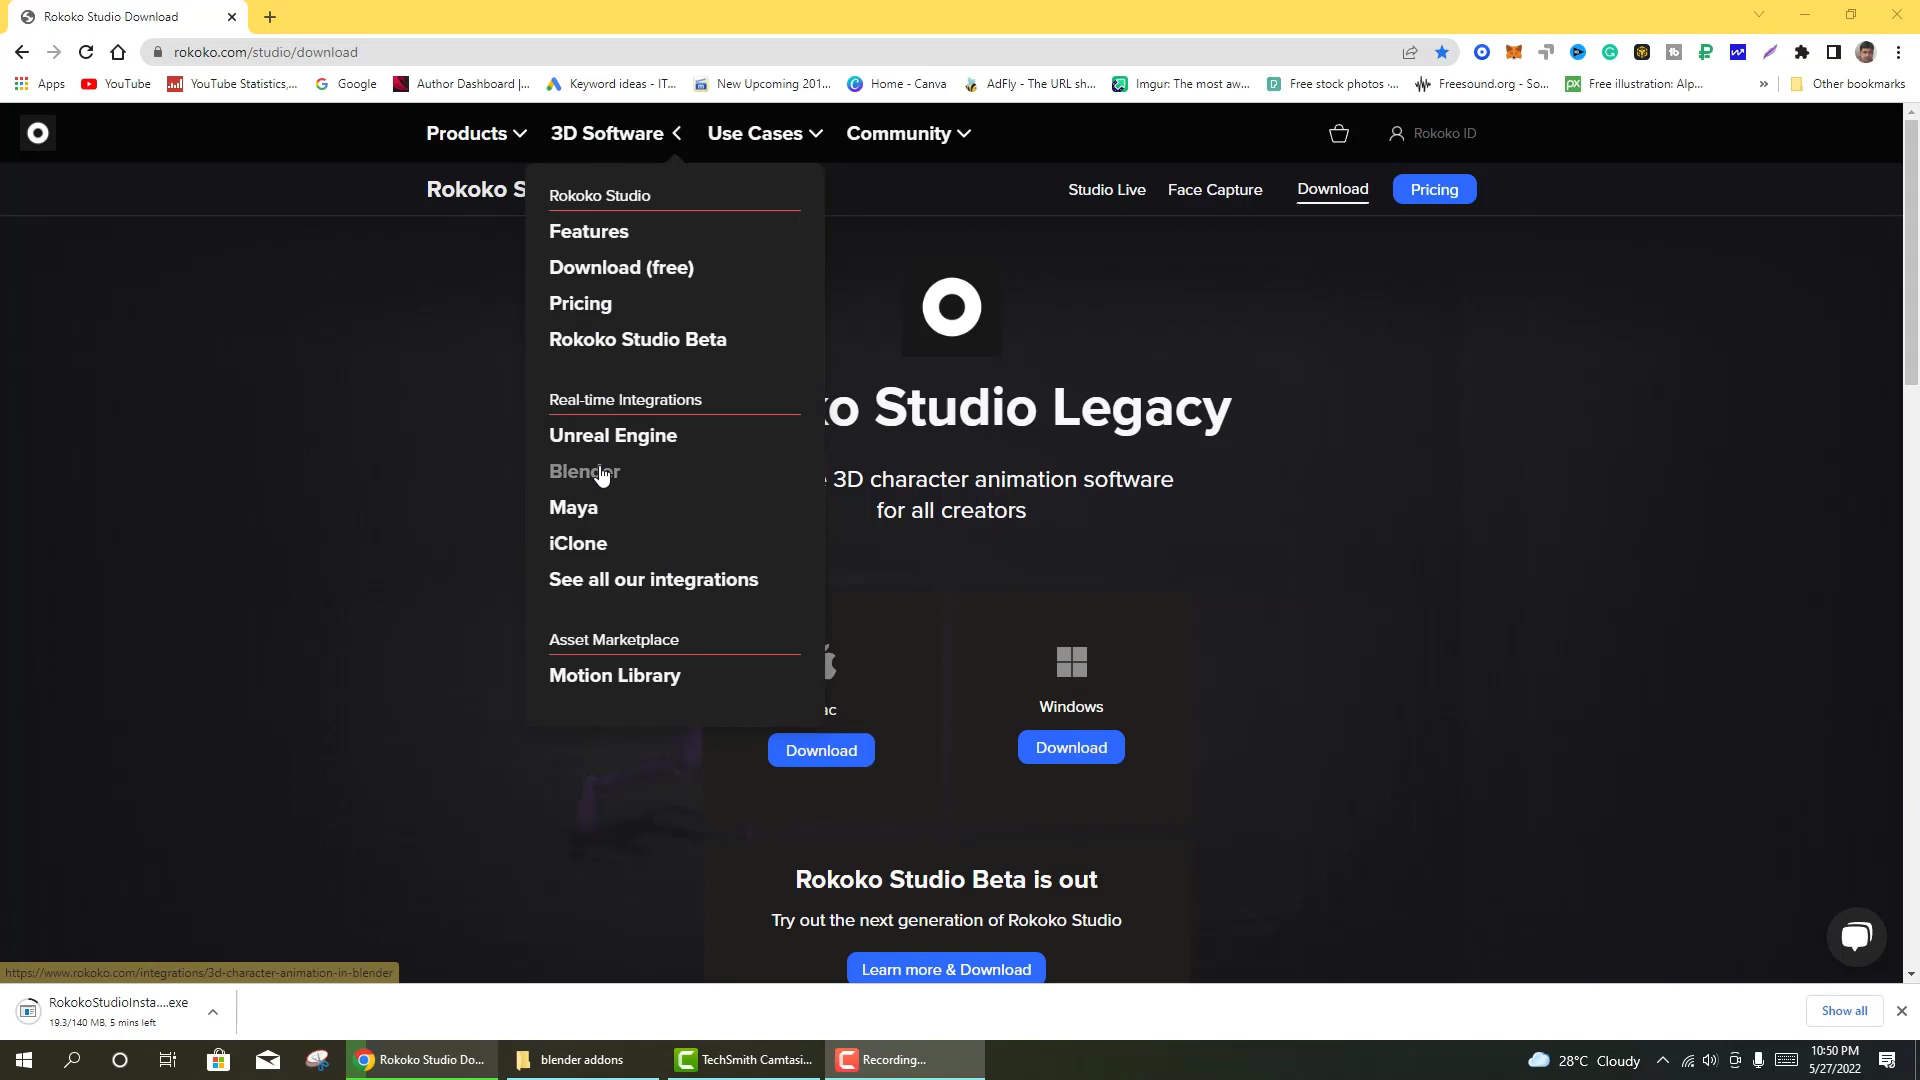 Rokoko Studio Download
rokoko.com/studio/download
Apps
YouTube
YouTube Statistics,...
Google
Author Dashboard |...
Keyword ideas - IT...
New Upcoming 201...
Home - Canva
AdFly - The URL sh...
Imgur: The most aw...
Free stock photos ·...
Freesound.org - So...
Free illustration: Alp...
»
Other bookmarks
Products
3D Software
Use Cases
Community
Rokoko ID
Rokoko S
Studio Live
Face Capture
Download
Pricing
Rokoko Studio
Features
Download (free)
Pricing
Rokoko Studio Beta
Real-time Integrations
Unreal Engine
Blender
Maya
iClone
See all our integrations
Asset Marketplace
Motion Library
o Studio Legacy
3D character animation software
for all creators
ac
Download
Windows
Download
Rokoko Studio Beta is out
Try out the next generation of Rokoko Studio
Learn more & Download
https://www.rokoko.com/integrations/3d-character-animation-in-blender
RokokoStudioInsta....exe
19.3/140 MB, 5 mins left
Show all
Rokoko Studio Do...
blender addons
TechSmith Camtasi...
Recording...
28°C Cloudy
10:50 PM
5/27/2022